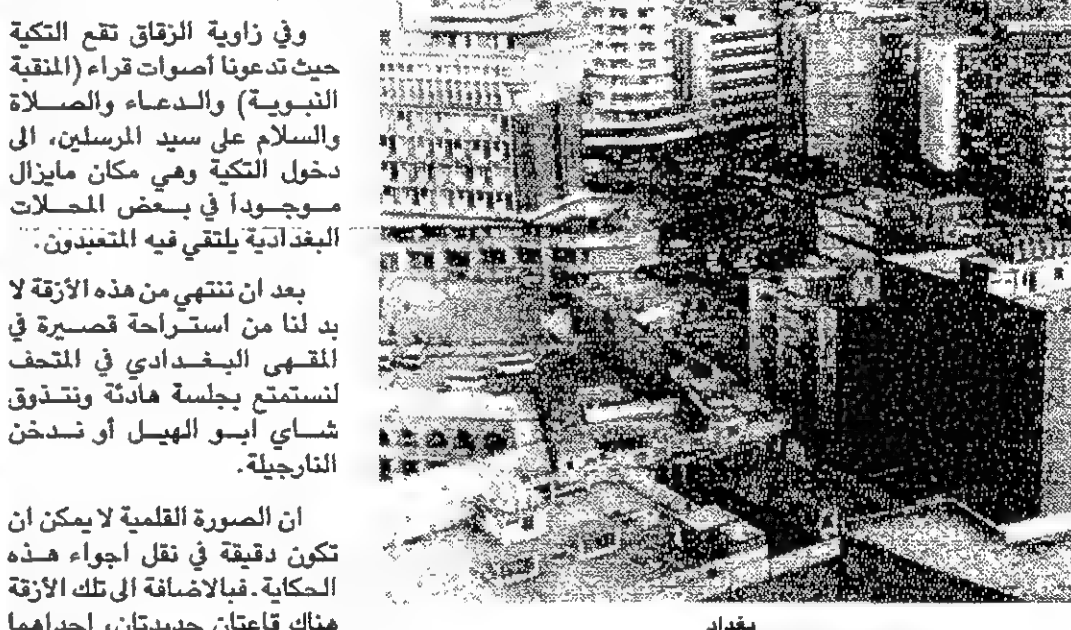 وفي زاوية الزقاق تقع التكية
حيث تدعونا أصوات قراء (المنقبة
النبوية) والدعاء والصلاة
والسلام على سيد المرسلين، الى
دخول التكية وهي مكان مايزال
موجوداً في بعض المحلات
البغدادية يلتقي فيه المتعبدون.
بعد ان ننتهي من هذه الأزقة لا
بد لنا من استراحة قصيرة في
المقهى البغدادي في المتحف
لنستمتع بجلسة هادئة ونتذوق
شاي ابو الهيل أو ندخن
النارجيلة.
ان الصورة القلمية لا يمكن ان
تكون دقيقة في نقل اجواء هذه
الحكاية. فبالاضافة الى تلك الأزقة
هناك قاعتان جديدتان، احداهما
بغداد